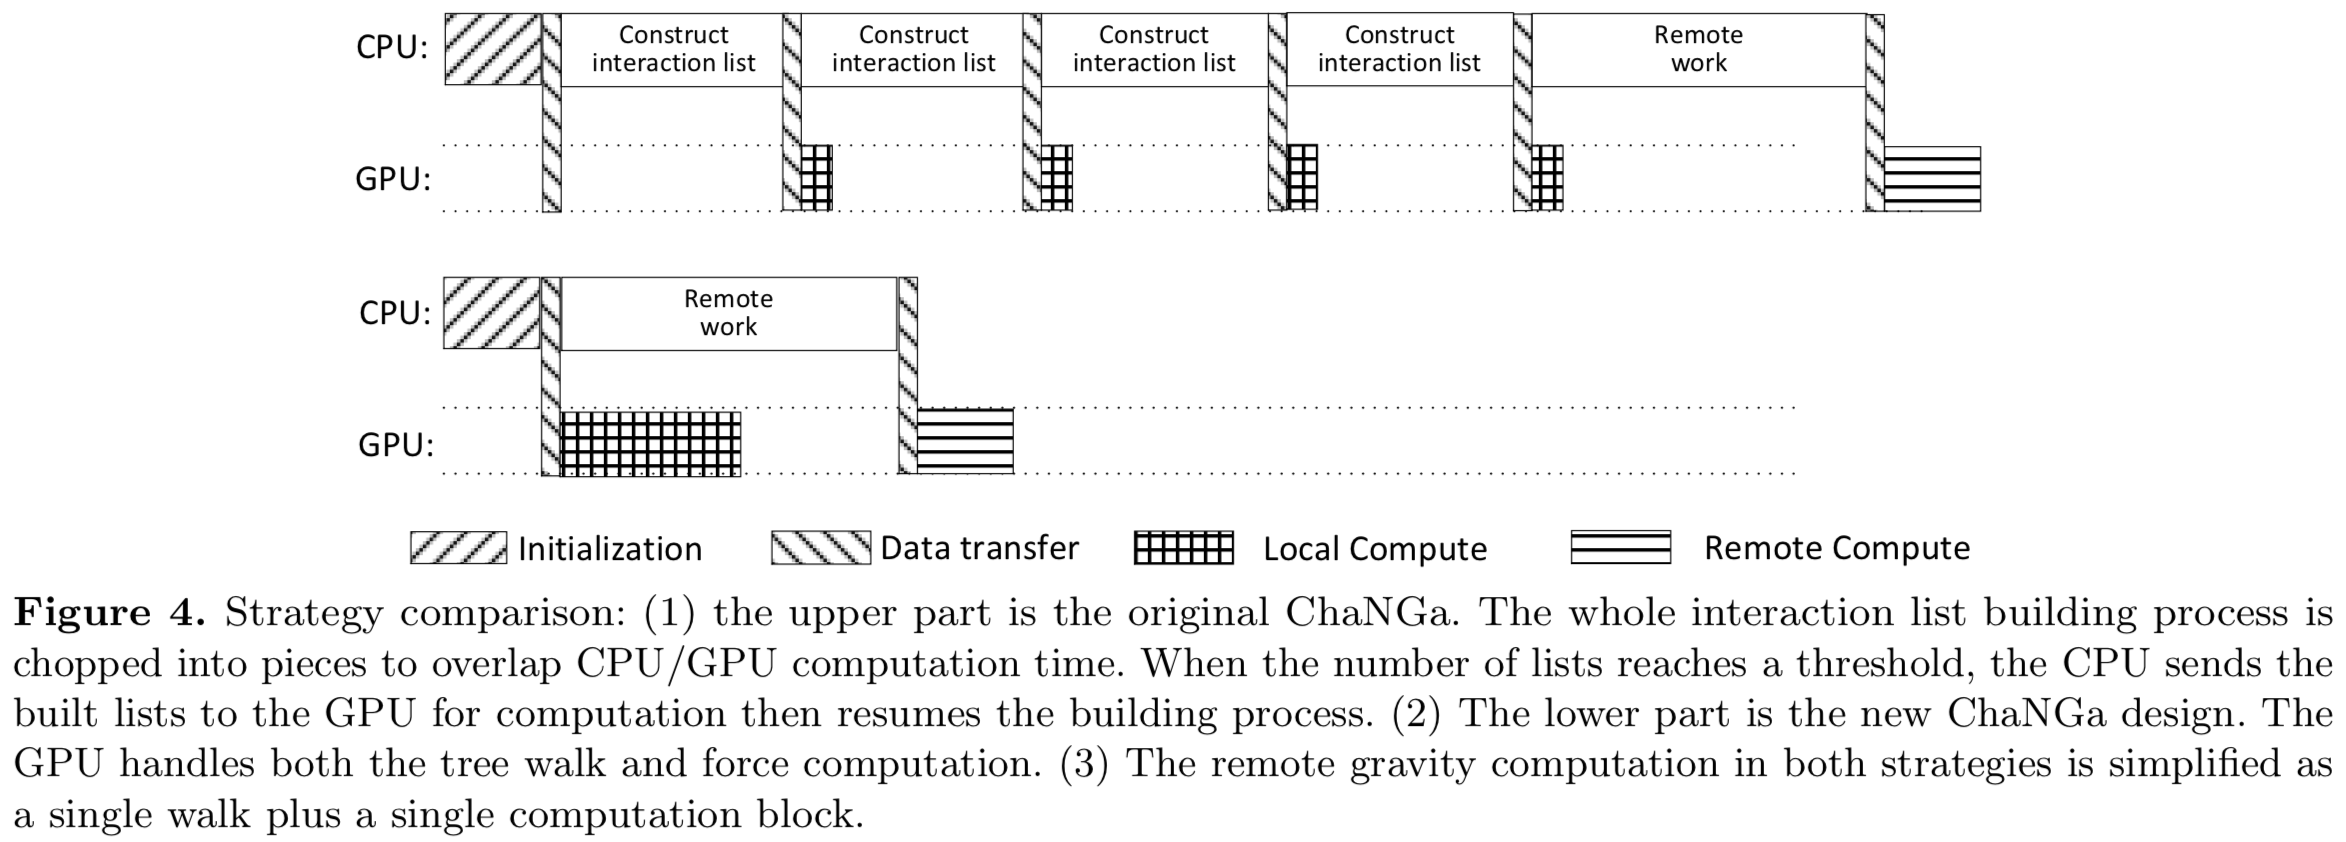 CPU:
Construct
interaction list
Construct
interaction list
Construct
interaction list
Construct
interaction list
Remote
work
GPU:
CPU:
Remote
work
GPU:
Initialization
Data transfer
Local Compute
Remote Compute
Figure 4. Strategy comparison: (1) the upper part is the original ChaNGa. The whole interaction list building process is
chopped into pieces to overlap CPU/GPU computation time. When the number of lists reaches a threshold, the CPU sends the
built lists to the GPU for computation then resumes the building process. (2) The lower part is the new ChaNGa design. The
GPU handles both the tree walk and force computation. (3) The remote gravity computation in both strategies is simplified as
a single walk plus a single computation block.